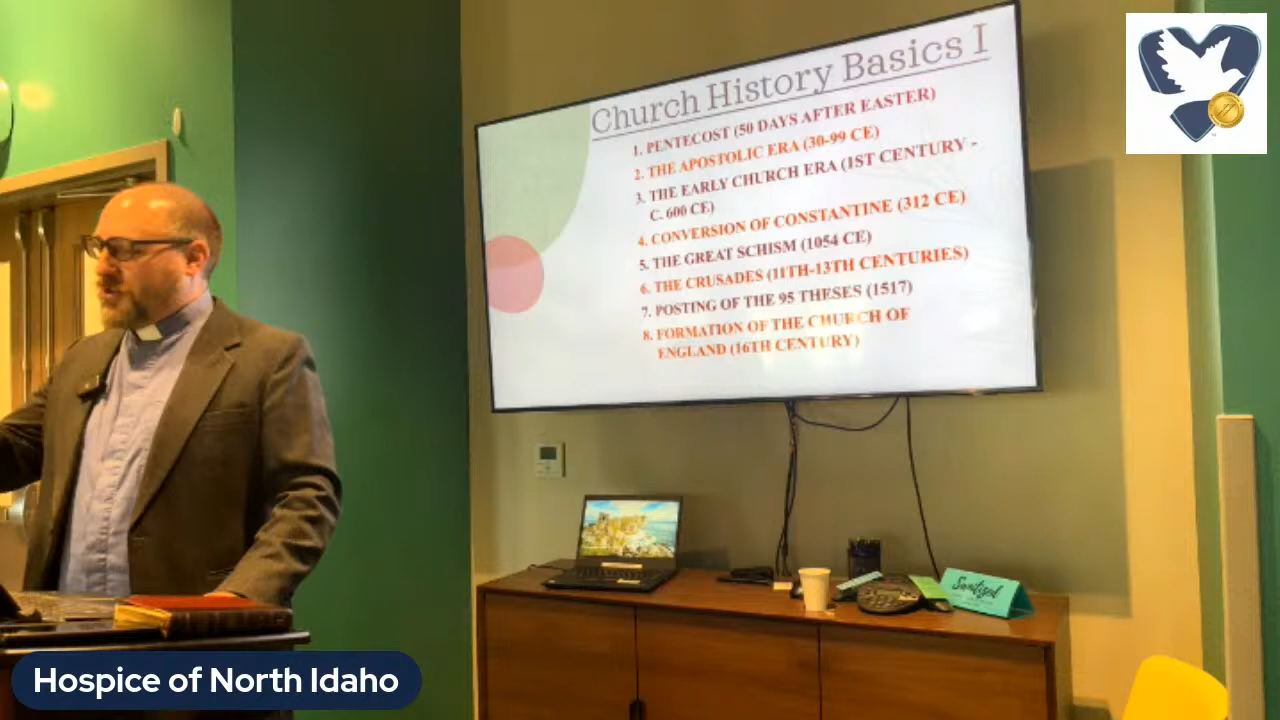 Church History Basics I
1. PENTECOST (50 DAYS AFTER EASTER)
2. THE APOSTOLIC ERA (30-99 CE)
3. THE EARLY CHURCH ERA (1ST CENTURY -
C. 600 CE)
4. CONVERSION OF CONSTANTINE (312 CE)
5. THE GREAT SCHISM (1054 CE)
6. THE CRUSADES (11TH-13TH CENTURIES)
7. POSTING OF THE 95 THESES (1517)
8. FORMATION OF THE CHURCH OF
ENGLAND (16TH CENTURY)
Sanitized
Hospice of North Idaho